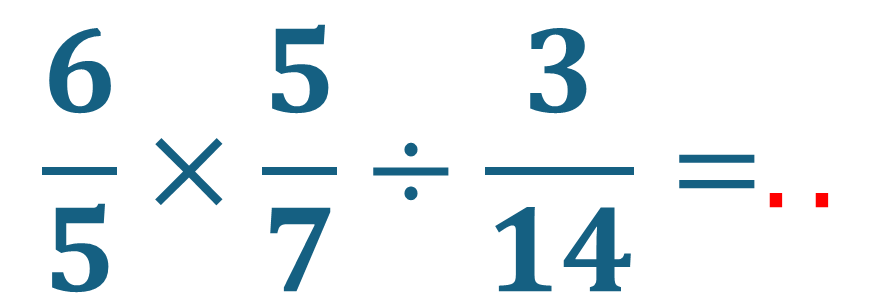 6/5 × 5/7 ÷ 3/14 = ..